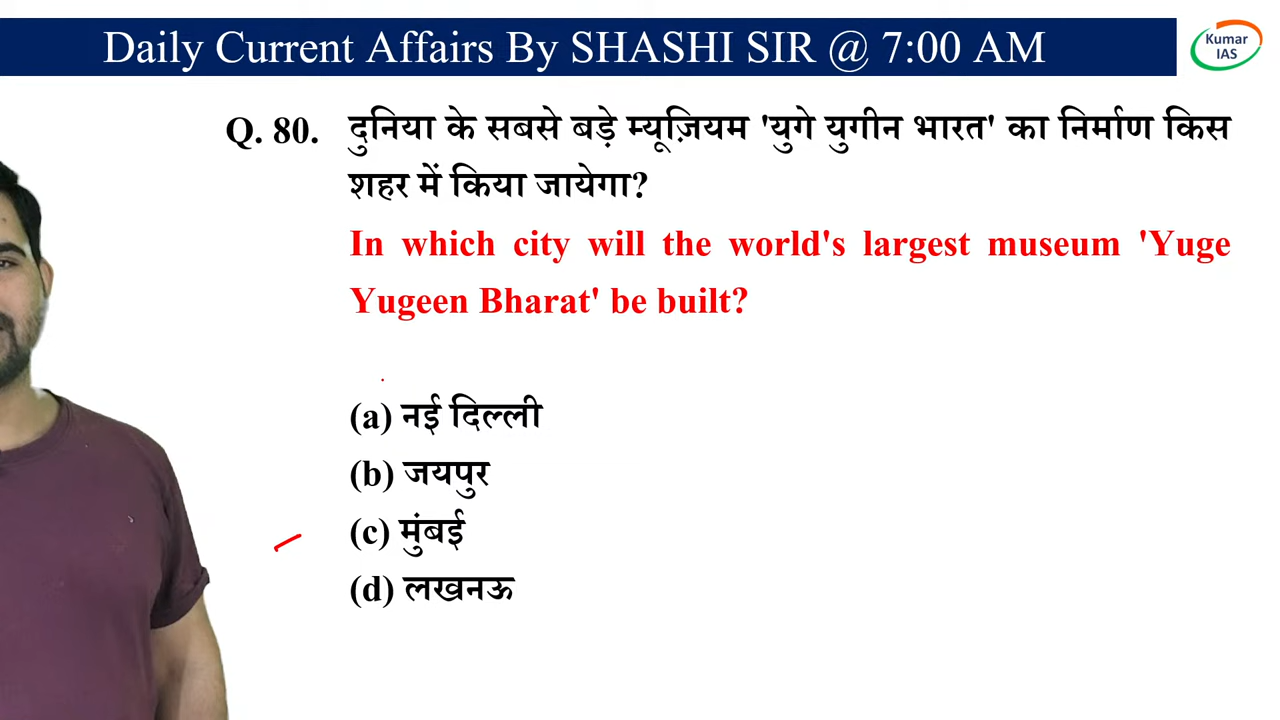 Daily Current Affairs By SHASHI SIR @ 7:00 AM
Kumar
IAS
Q. 80. दुनिया के सबसे बड़े म्यूज़ियम 'युगे युगीन भारत' का निर्माण किस
शहर में किया जायेगा?
In which city will the world's largest museum 'Yuge
Yugeen Bharat' be built?
(a) नई दिल्ली
(b) जयपुर
(c) मुंबई
(d) लखनऊ